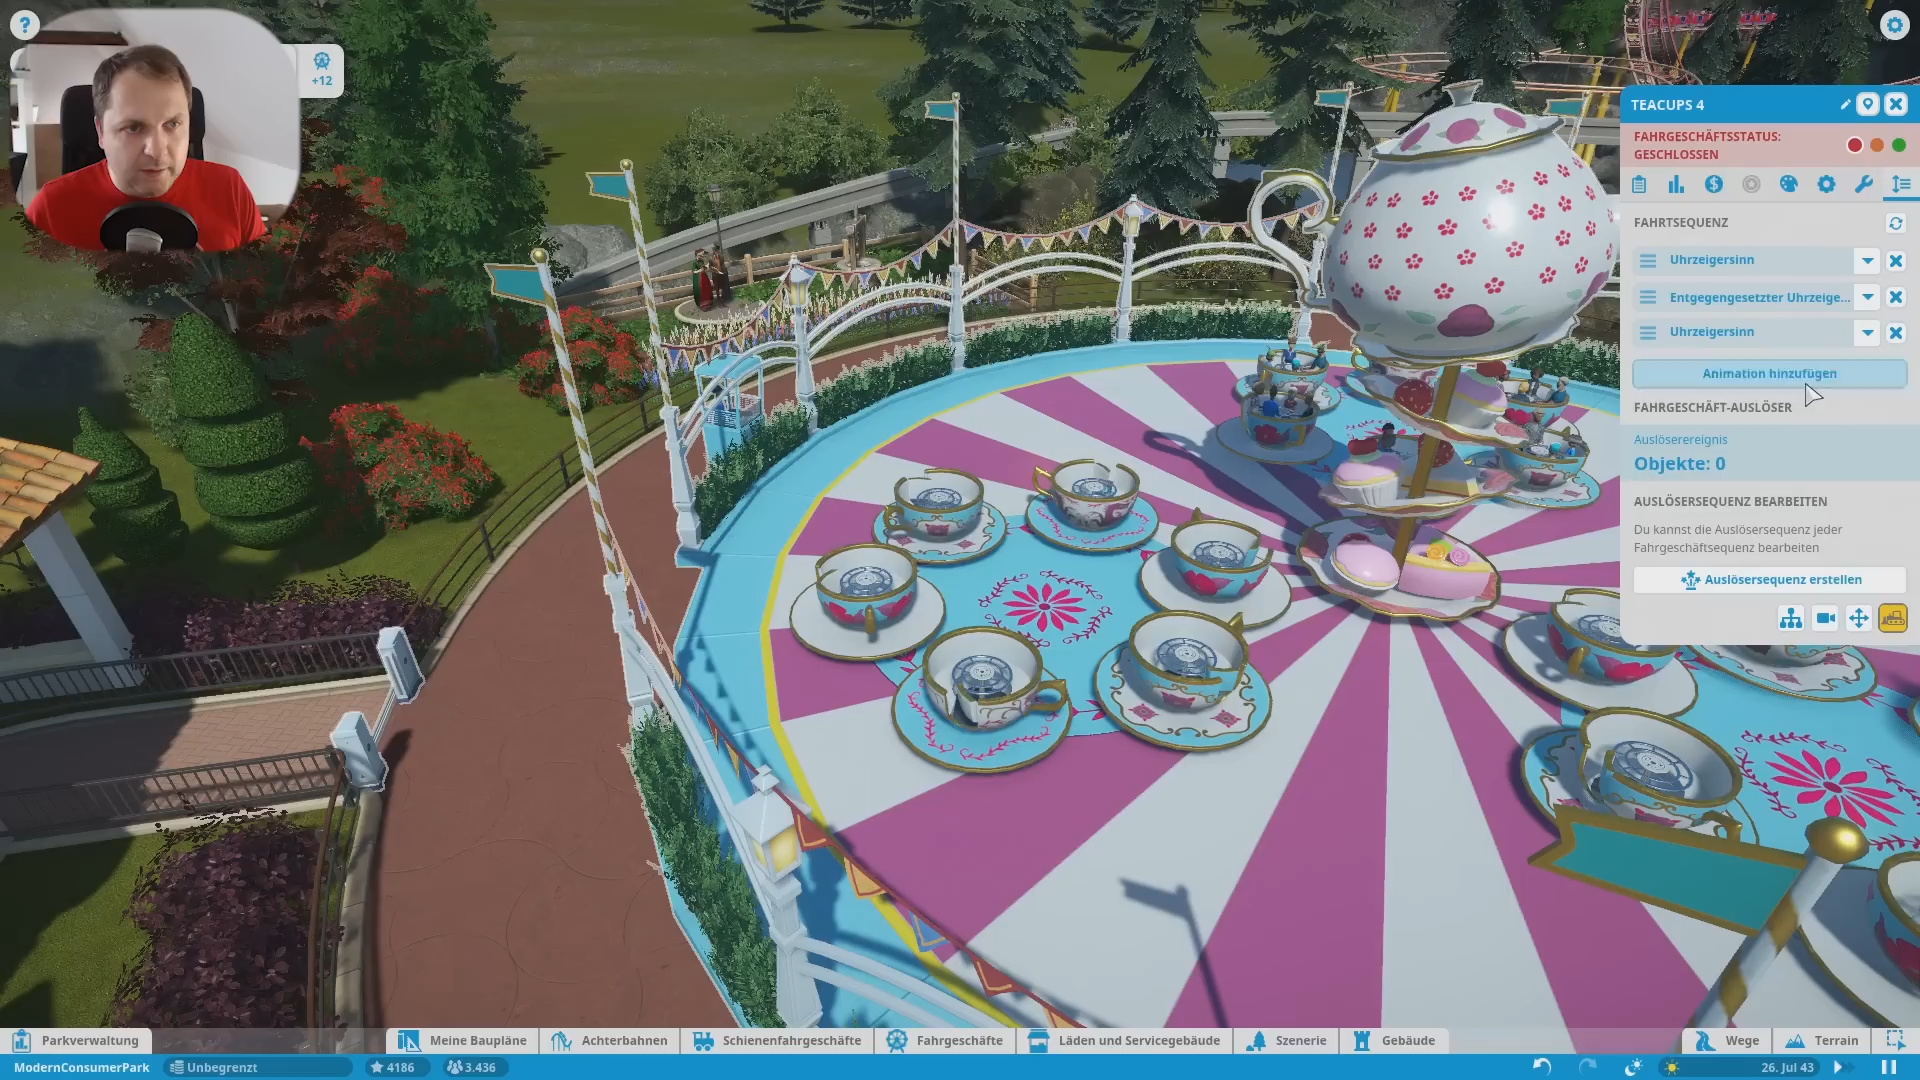 ?
+12
TEACUPS 4
FAHRGESCHÄFTSSTATUS:
GESCHLOSSEN
FAHRTSEQUENZ
Uhrzeigersinn
Entgegengesetzter Uhrzeige...
Uhrzeigersinn
Animation hinzufügen
FAHRGESCHÄFT-AUSLÖSER
Auslöserereignis
Objekte: 0
AUSLÖSERSEQUENZ BEARBEITEN
Du kannst die Auslösersequenz jeder
Fahrgeschäftsequenz bearbeiten
Auslösersequenz erstellen
Parkverwaltung
Meine Baupläne
Achterbahnen
Schienenfahrgeschäfte
Fahrgeschäfte
Läden und Servicegebäude
Szenerie
Gebäude
Wege
Terrain
ModernConsumerPark
Unbegrenzt
4186
3.436
26. Jul 43